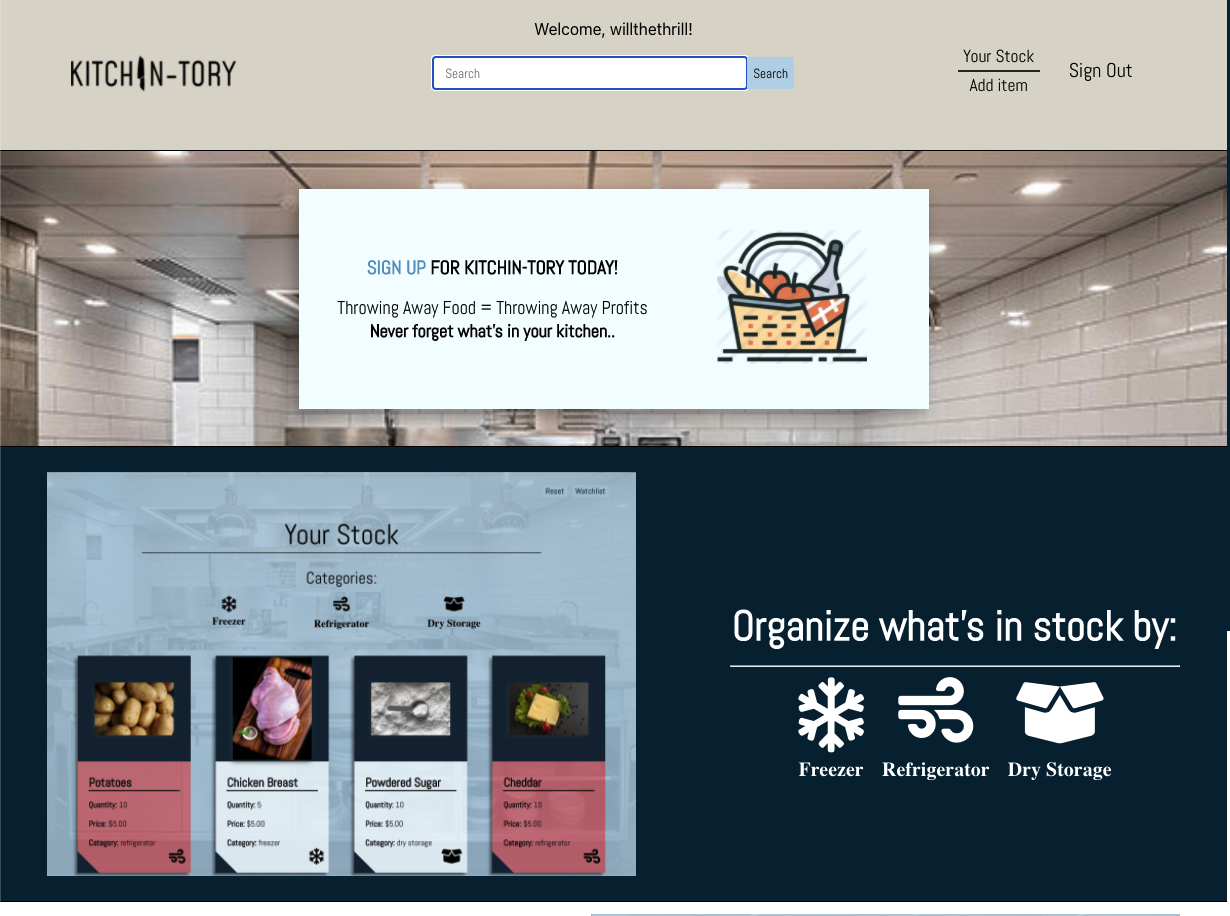 Welcome, willthethrill!
KITCHIN-TORY
Search
Search
Your Stock
Add item
Sign Out
SIGN UP FOR KITCHIN-TORY TODAY!
Throwing Away Food = Throwing Away Profits
Never forget what's in your kitchen..
Reset Watchlist
Your Stock
Categories:
Freezer Refrigerator Dry Storage
Potatoes
Quantity: 10
Price: $5.00
Category: refrigerator
Chicken Breast
Quantity: 5
Price: $5.00
Category: freezer
Powdered Sugar
Quantity: 10
Price: $5.00
Category: dry storage
Cheddar
Quantity: 10
Price: $5.00
Category: refrigerator
Organize what's in stock by:
Freezer Refrigerator Dry Storage